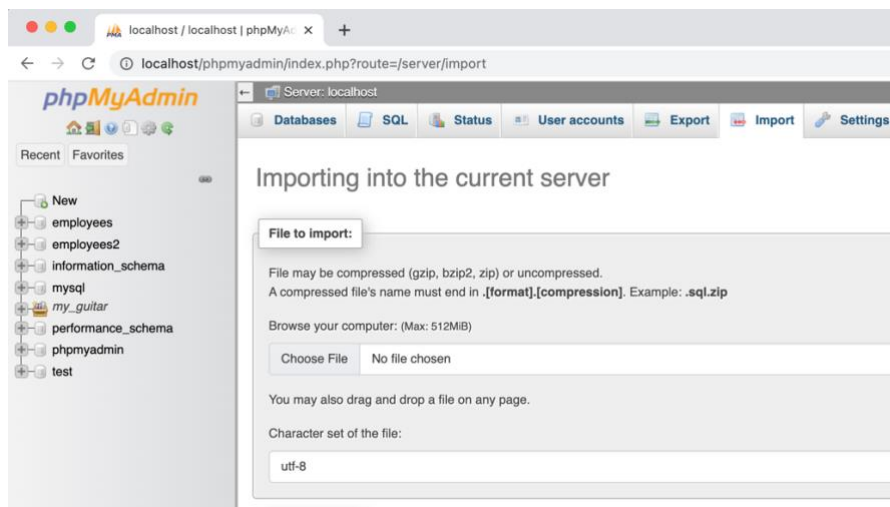 localhost / localhost | phpMyAd
localhost/phpmyadmin/index.php?route=/server/import
phpMyAdmin
Recent Favorites
New
employees
employees2
information_schema
mysql
my_guitar
performance_schema
phpmyadmin
test
Server: localhost
Databases SQL Status User accounts Export Import Settings
Importing into the current server
File to import:
File may be compressed (gzip, bzip2, zip) or uncompressed.
A compressed file's name must end in .[format].[compression]. Example: .sql.zip
Browse your computer: (Max: 512MiB)
Choose File No file chosen
You may also drag and drop a file on any page.
Character set of the file:
utf-8